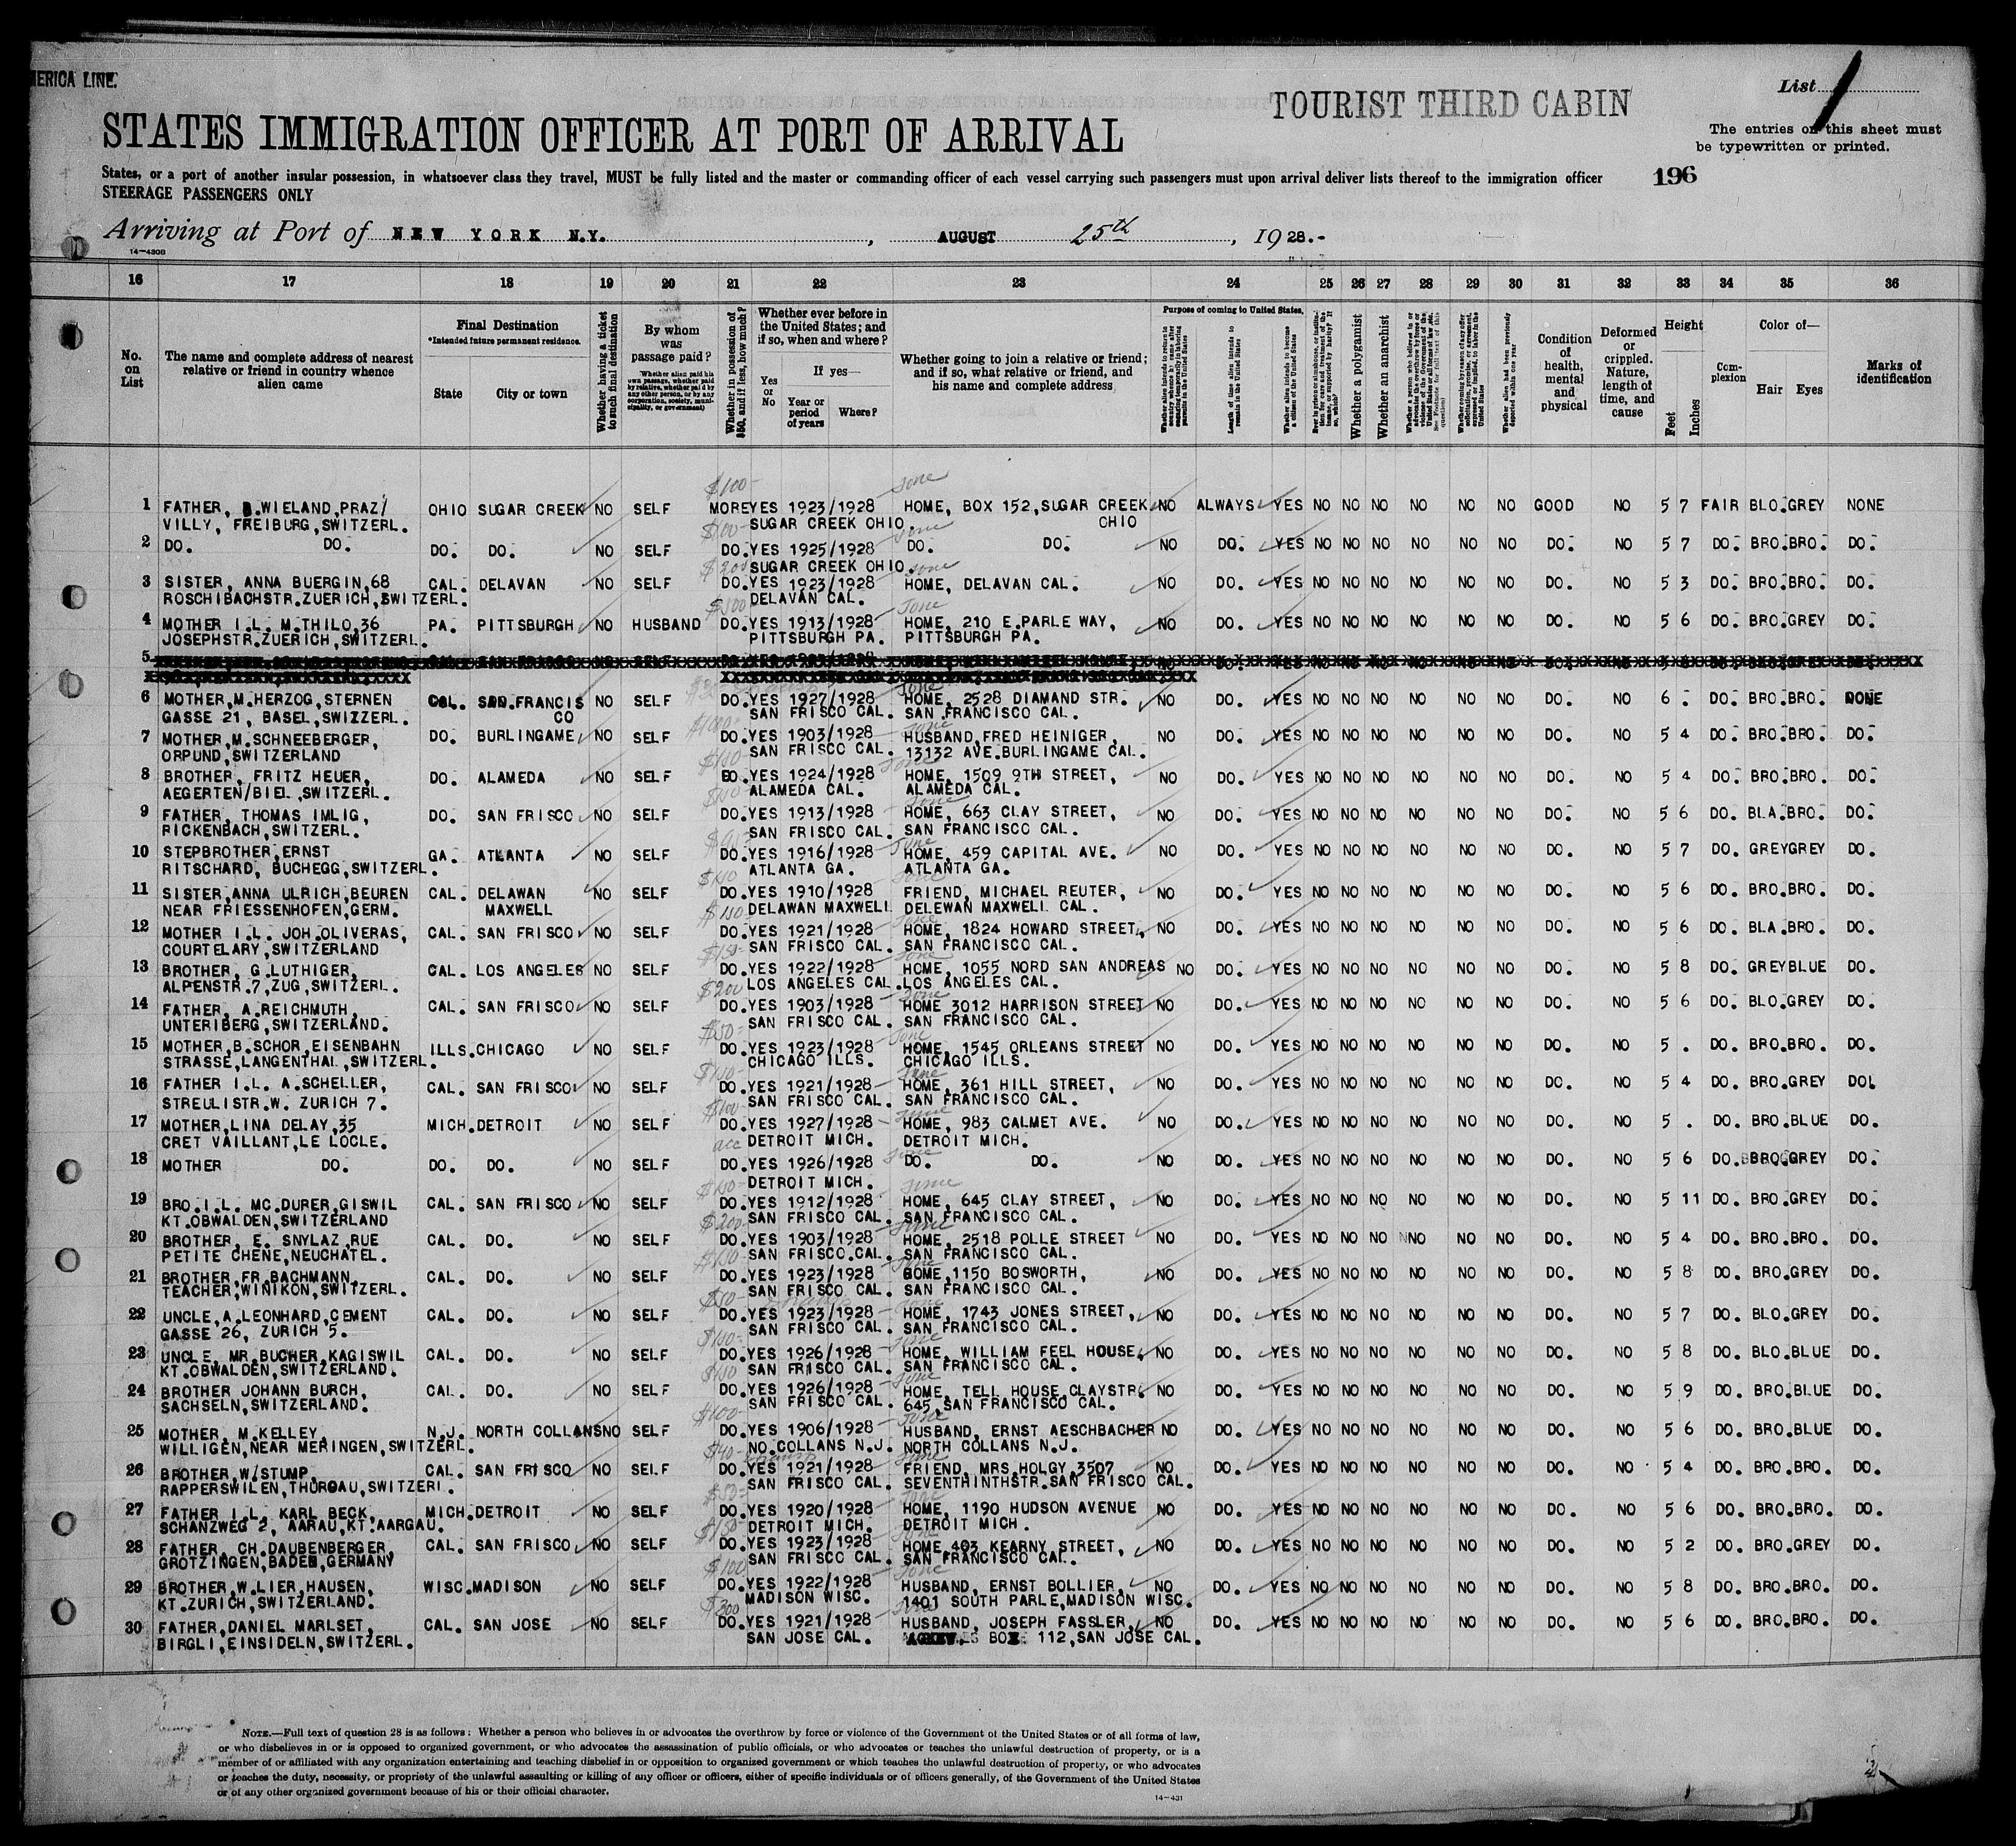 MERICA LINE.
List 1
TOURIST THIRD CABIN
STATES IMMIGRATION OFFICER AT PORT OF ARRIVAL
The entries on this sheet must
be typewritten or printed.
States, or a port of another insular possession, in whatsoever class they travel, MUST be fully listed and the master or commanding officer of each vessel carrying such passengers must upon arrival deliver lists thereof to the immigration officer
196
STEERAGE PASSENGERS ONLY
Arriving at Port of NEW YORK N.Y. , AUGUST 25th , 1928.-
14-430B
16 17 18 19 20 21 22 23 24 25 26 27 28 29 30 31 32 33 34 35 36
No. on List
The name and complete address of nearest relative or friend in country whence alien came
Final Destination
*Intended future permanent residence.
State
City or town
Whether having a ticket to such final destination
By whom was passage paid?
Whether in possession of $50, and if less, how much?
Whether ever before in the United States; and if so, when and where?
Yes or No
If yes—
Year or period of years
Where?
Whether going to join a relative or friend; and if so, what relative or friend, and his name and complete address
Purpose of coming to United States.
Length of time alien intends to remain in the United States
Whether alien intends to become a citizen of the United States
Whether a polygamist
Whether an anarchist
Condition of health, mental and physical
Deformed or crippled. Nature, length of time, and cause
Height
Feet
Inches
Complexion
Color of—
Hair
Eyes
Marks of identification
1 FATHER, WIELAND,PRAZ/ OHIO SUGAR CREEK NO SELF $100- MORE YES 1923/1928 HOME, BOX 152,SUGAR CREEK NO ALWAYS YES NO NO NO NO NO NO GOOD NO 5 7 FAIR BLO.GREY NONE
VILLY, FREIBURG,SWITZERL. SUGAR CREEK OHIO. OHIO
2 DO. DO. DO. DO. NO SELF $100 DO. YES 1925/1928 DO. DO. NO DO. YES NO NO NO NO NO NO DO. NO 5 7 DO. BRO.BRO. DO.
SUGAR CREEK OHIO.
3 SISTER, ANNA BUERGIN,68 CAL. DELAVAN NO SELF $200 DO. YES 1923/1928 HOME, DELAVAN CAL. NO DO. YES NO NO NO NO NO NO DO. NO 5 3 DO. BRO.BRO. DO.
ROSCHIBACHSTR.ZUERICH,SWITZERL. DELAVAN CAL.
4 MOTHER I.L. M.THILO,36 PA. PITTSBURGH NO HUSBAND $100 DO. YES 1913/1928 HOME, 210 E.PARLE WAY, NO DO. YES NO NO NO NO NO NO DO. NO 5 6 DO. BRO.GREY DO.
JOSEPHSTR.ZUERICH,SWITZERL. PITTSBURGH PA. PITTSBURGH PA.
5
6 MOTHER,M.HERZOG,STERNEN CAL. SAN.FRANCIS NO SELF DO. YES 1927/1928 HOME, 2528 DIAMAND STR. NO DO. YES NO NO NO NO NO NO DO. NO 6 . DO. BRO.BRO. NONE
GASSE 21, BASEL,SWIZZERL. CO SAN FRISCO CAL. SAN FRANCISCO CAL.
7 MOTHER,M.SCHNEEBERGER, DO. BURLINGAME NO SELF DO. YES 1903/1928 HUSBAND,FRED HEINIGER, NO DO. YES NO NO NO NO NO NO DO. NO 5 4 DO. BRO.BRO. DO.
ORPUND,SWITZERLAND SAN FRISCO CAL. 13132 AVE.BURLINGAME CAL.
8 BROTHER, FRITZ HEUER, DO. ALAMEDA NO SELF DO. YES 1924/1928 HOME, 1509 9TH STREET, NO DO. YES NO NO NO NO NO NO DO. NO 5 4 DO. BRO.BRO. DO.
AEGERTEN/BIEL,SWITZERL. ALAMEDA CAL. ALAMEDA CAL.
9 FATHER, THOMAS IMLIG, DO. SAN FRISCO NO SELF DO. YES 1913/1928 HOME, 663 CLAY STREET, NO DO. YES NO NO NO NO NO NO DO. NO 5 6 DO. BLA.BRO. DO.
RICKENBACH,SWITZERL. SAN FRISCO CAL. SAN FRANCISCO CAL.
10 STEPBROTHER,ERNST GA. ATLANTA NO SELF DO. YES 1916/1928 HOME, 459 CAPITAL AVE. NO DO. YES NO NO NO NO NO NO DO. NO 5 7 DO. GREYGREY DO.
RITSCHARD, BUCHEGG,SWITZERL. ATLANTA GA. ATLANTA GA.
11 SISTER,ANNA ULRICH,BEUREN CAL. DELAWAN NO SELF DO. YES 1910/1928 FRIEND, MICHAEL REUTER, NO DO. YES NO NO NO NO NO NO DO. NO 5 6 DO. BRO.BRO. DO.
NEAR FRIESSENHOFEN,GERM. MAXWELL DELAWAN MAXWELL DELEWAN MAXWELL CAL.
12 MOTHER I.L. JOH.OLIVERAS, CAL. SAN FRISCO NO SELF DO. YES 1921/1928 HOME, 1824 HOWARD STREET, NO DO. YES NO NO NO NO NO NO DO. NO 5 6 DO. BLA.BRO. DO.
COURTELARY,SWITZERLAND SAN FRISCO CAL. SAN FRANCISCO CAL.
13 BROTHER, G.LUTHIGER, CAL. LOS ANGELES NO SELF DO. YES 1922/1928 HOME, 1055 NORD SAN ANDREAS NO DO. YES NO NO NO NO NO NO DO. NO 5 8 DO. GREYBLUE DO.
ALPENSTR.7,ZUG,SWITZERL. LOS ANGELES CAL. LOS ANGELES CAL.
14 FATHER, A.REICHMUTH, CAL. SAN FRISCO NO SELF $200 DO. YES 1903/1928 HOME 3012 HARRISON STREET NO DO. YES NO NO NO NO NO NO DO. NO 5 6 DO. BLO.GREY DO.
UNTERIBERG,SWITZERLAND. SAN FRISCO CAL. SAN FRANCISCO CAL.
15 MOTHER,B.SCHOR,EISENBAHN ILLS.CHICAGO NO SELF DO. YES 1923/1928 HOME, 1545 ORLEANS STREET NO DO. YES NO NO NO NO NO NO DO. NO 5 . DO. BRO.BRO. DO.
STRASSE,LANGENTHAL,SWITZERL. CHICAGO ILLS. CHICAGO ILLS.
16 FATHER I.L. A.SCHELLER, CAL. SAN FRISCO NO SELF DO. YES 1921/1928 HOME, 361 HILL STREET, NO DO. YES NO NO NO NO NO NO DO. NO 5 4 DO. BRO.GREY DO
STREULISTR.W. ZURICH 7. SAN FRISCO CAL. SAN FRANCISCO CAL.
17 MOTHER,LINA DELAY,35 MICH.DETROIT NO SELF $100 DO. YES 1927/1928 HOME, 983 CALMET AVE. NO DO. YES NO NO NO NO NO NO DO. NO 5 . DO. BRO.BLUE DO.
CRET VAILLANT,LE LOCLE. acc DETROIT MICH. DETROIT MICH.
18 MOTHER DO. DO. DO. NO SELF DO. YES 1926/1928 DO. DO. NO DO. YES NO NO NO NO NO NO DO. NO 5 6 DO. BRO.GREY DO.
DETROIT MICH.
19 BRO.I.L. MC.DURER,GISWIL CAL. SAN FRISCO NO SELF DO. YES 1912/1928 HOME, 645 CLAY STREET, NO DO. YES NO NO NO NO NO NO DO. NO 5 11 DO. BRO.GREY DO.
KT.OBWALDEN,SWITZERLAND SAN FRISCO CAL. SAN FRANCISCO CAL.
20 BROTHER, E. SNYLAZ,RUE CAL. DO. NO SELF $200- DO. YES 1903/1928 HOME, 2518 POLLE STREET NO DO. YES NO NO NO NO NO NO DO. NO 5 4 DO. BRO.BRO. DO.
PETITE CHENE,NEUCHATEL. SAN FRISCO.CAL. SAN FRANCISCO CAL.
21 BROTHER,FR.BACHMANN, CAL. DO. NO SELF DO. YES 1923/1928 HOME,1150 BOSWORTH, NO DO. YES NO NO NO NO NO NO DO. NO 5 8 DO. BRO.GREY DO.
TEACHER,WINIKON,SWITZERL. SAN FRISCO CAL. SAN FRANCISCO CAL.
22 UNCLE,A.LEONHARD,CEMENT CAL. DO. NO SELF DO. YES 1923/1928 HOME, 1743 JONES STREET, NO DO. YES NO NO NO NO NO NO DO. NO 5 7 DO. BLO.GREY DO.
GASSE 26, ZURICH 5. SAN FRISCO CAL. SAN FRANCISCO CAL.
23 UNCLE, MR.BUCHER,KAGISWIL CAL. DO. NO SELF DO. YES 1926/1928 HOME, WILLIAM FEEL HOUSE, NO DO. YES NO NO NO NO NO NO DO. NO 5 8 DO. BLO.BLUE DO.
KT.OBWALDEN,SWITZERLAND. SAN FRISCO CAL. SAN FRANCISCO CAL.
24 BROTHER JOHANN BURCH, CAL. DO. NO SELF DO. YES 1926/1928 HOME, TELL HOUSE,CLAYSTR. NO DO. YES NO NO NO NO NO NO DO. NO 5 9 DO. BRO.BLUE DO.
SACHSELN,SWITZERLAND. SAN FRISCO CAL. 645,SAN FRANCISCO CAL.
25 MOTHER, M.KELLEY, N.J. NORTH COLLANS NO SELF $100- DO. YES 1906/1928 HUSBAND, ERNST AESCHBACHER NO DO. YES NO NO NO NO NO NO DO. NO 5 6 DO. BRO.BLUE DO.
WILLIGEN,NEAR MERINGEN,SWITZERL. NO.COLLANS N.J. NORTH COLLANS N.J.
26 BROTHER,W/STUMP, CAL. SAN FRISCO NO SELF DO. YES 1921/1928 FRIEND, MRS.HOLGY,3507 NO DO. YES NO NO NO NO NO NO DO. NO 5 4 DO. BRO.BRO. DO.
RAPPERSWILEN,THURGAU,SWITZERL. SAN FRISCO CAL. SEVENTHINTHSTR.SAN FRISCO CAL.
27 FATHER I.L. KARL BECK, MICH.DETROIT NO SELF DO. YES 1920/1928 HOME, 1190 HUDSON AVENUE NO DO. YES NO NO NO NO NO NO DO. NO 5 6 DO. BRO.BRO. DO.
SCHANZWEG 2, AARAU,KT.AARGAU. DETROIT MICH. DETROIT MICH.
28 FATHER, CH.DAUBENBERGER, CAL. SAN FRISCO NO SELF DO. YES 1923/1928 HOME,403 KEARNY STREET, NO DO. YES NO NO NO NO NO NO DO. NO 5 2 DO. BRO.GREY DO.
GROTZINGEN,BADEN,GERMANY SAN FRISCO CAL. SAN FRANCISCO CAL.
29 BROTHER,W.LIER,HAUSEN, WISC.MADISON NO SELF $100 DO. YES 1922/1928 HUSBAND, ERNST BOLLIER, NO DO. YES NO NO NO NO NO NO DO. NO 5 8 DO. BRO.BRO. DO.
KT.ZURICH,SWITZERLAND. MADISON WISC. 1401 SOUTH PARLE,MADISON WISC.
30 FATHER,DANIEL MARLSET, CAL. SAN JOSE NO SELF $300 DO. YES 1921/1928 HUSBAND, JOSEPH FASSLER, NO DO. YES NO NO NO NO NO NO DO. NO 5 6 DO. BRO.BRO. DO.
BIRGLI,EINSIDELN,SWITZERL. SAN JOSE CAL. BOX 112,SAN JOSE CAL.
NOTE.—Full text of question 28 is as follows: Whether a person who believes in or advocates the overthrow by force or violence of the Government of the United States or of all forms of law,
or who disbelieves in or is opposed to organized government, or who advocates the assassination of public officials, or who advocates or teaches the unlawful destruction of property, or is a
member of or affiliated with any organization entertaining and teaching disbelief in or opposition to organized government or which teaches the unlawful destruction of property, or who advocates
or teaches the duty, necessity, or propriety of the unlawful assaulting or killing of any officer or officers, either of specific individuals or of officers generally, of the Government of the United States
or of any other organized government because of his or their official character.
14-431